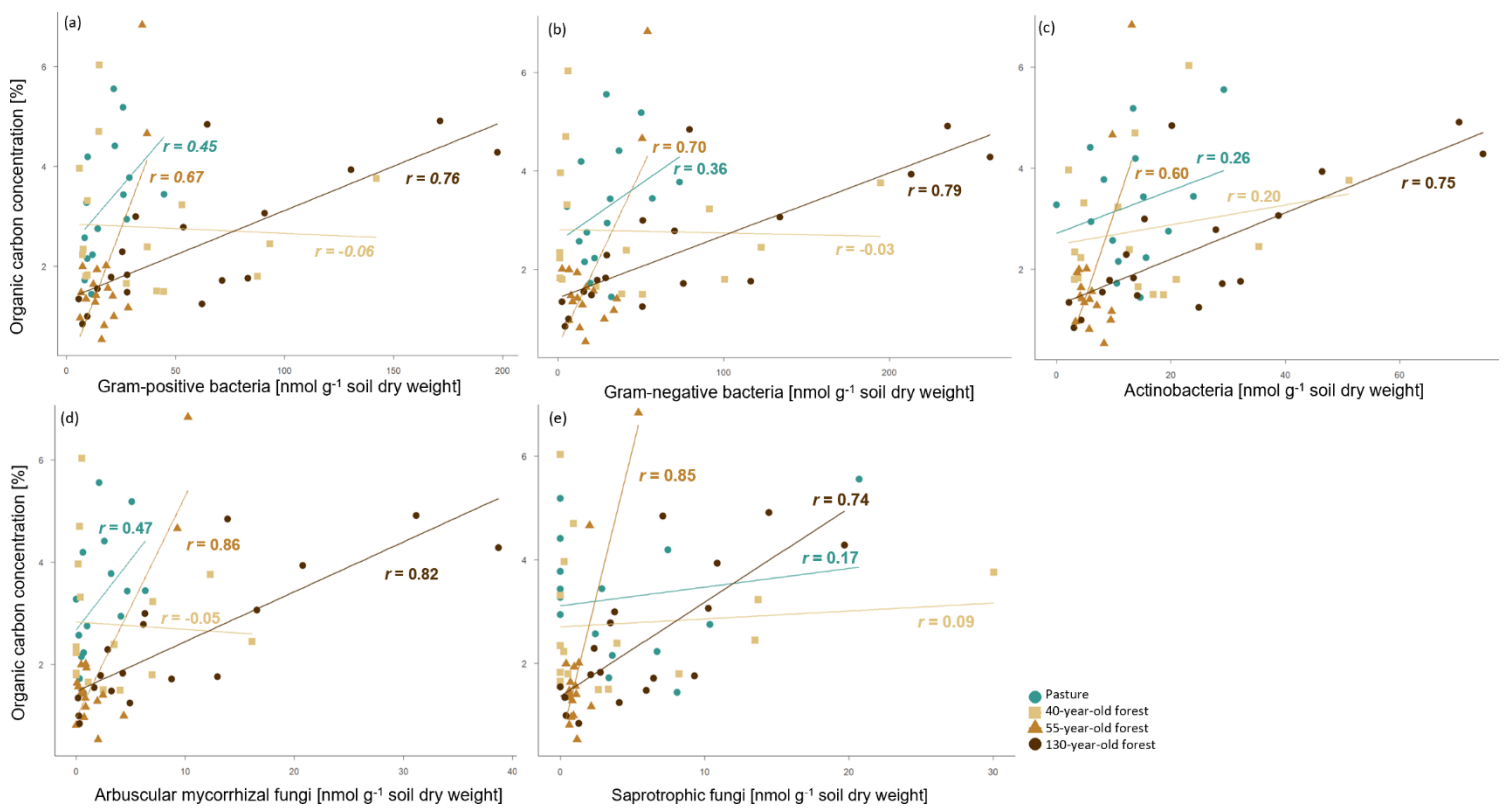 (a)
(b)
(c)
Organic carbon concentration [%]
6
4
2
r = 0.45
r = 0.67
r = 0.76
r = -0.06
6
4
2
r = 0.70
r = 0.36
r = 0.79
r = -0.03
6
4
2
r = 0.26
r = 0.60
r = 0.20
r = 0.75
0 50 100 150 200
0 100 200
0 20 40 60
Gram-positive bacteria [nmol g⁻¹ soil dry weight]
Gram-negative bacteria [nmol g⁻¹ soil dry weight]
Actinobacteria [nmol g⁻¹ soil dry weight]
(d)
(e)
Organic carbon concentration [%]
6
4
2
r = 0.47
r = 0.86
r = 0.82
r = -0.05
6
4
2
r = 0.85
r = 0.74
r = 0.17
r = 0.09
0 10 20 30 40
0 10 20 30
Arbuscular mycorrhizal fungi [nmol g⁻¹ soil dry weight]
Saprotrophic fungi [nmol g⁻¹ soil dry weight]
Pasture
40-year-old forest
55-year-old forest
130-year-old forest